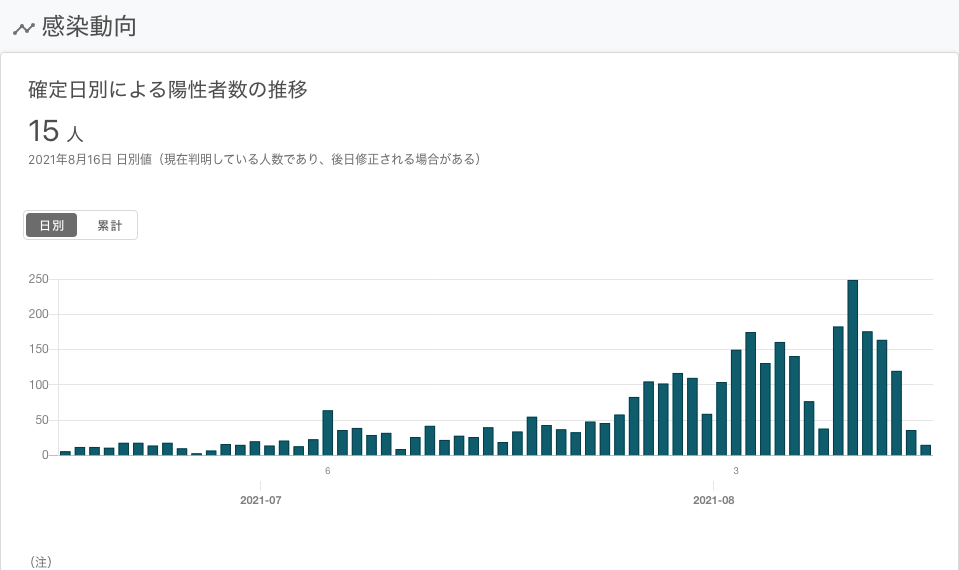 感染動向
確定日別による陽性者数の推移
15 人
2021年8月16日 日別値（現在判明している人数であり、後日修正される場合がある）
日別 累計
250
200
150
100
50
0
6 3
2021-07 2021-08
（注）